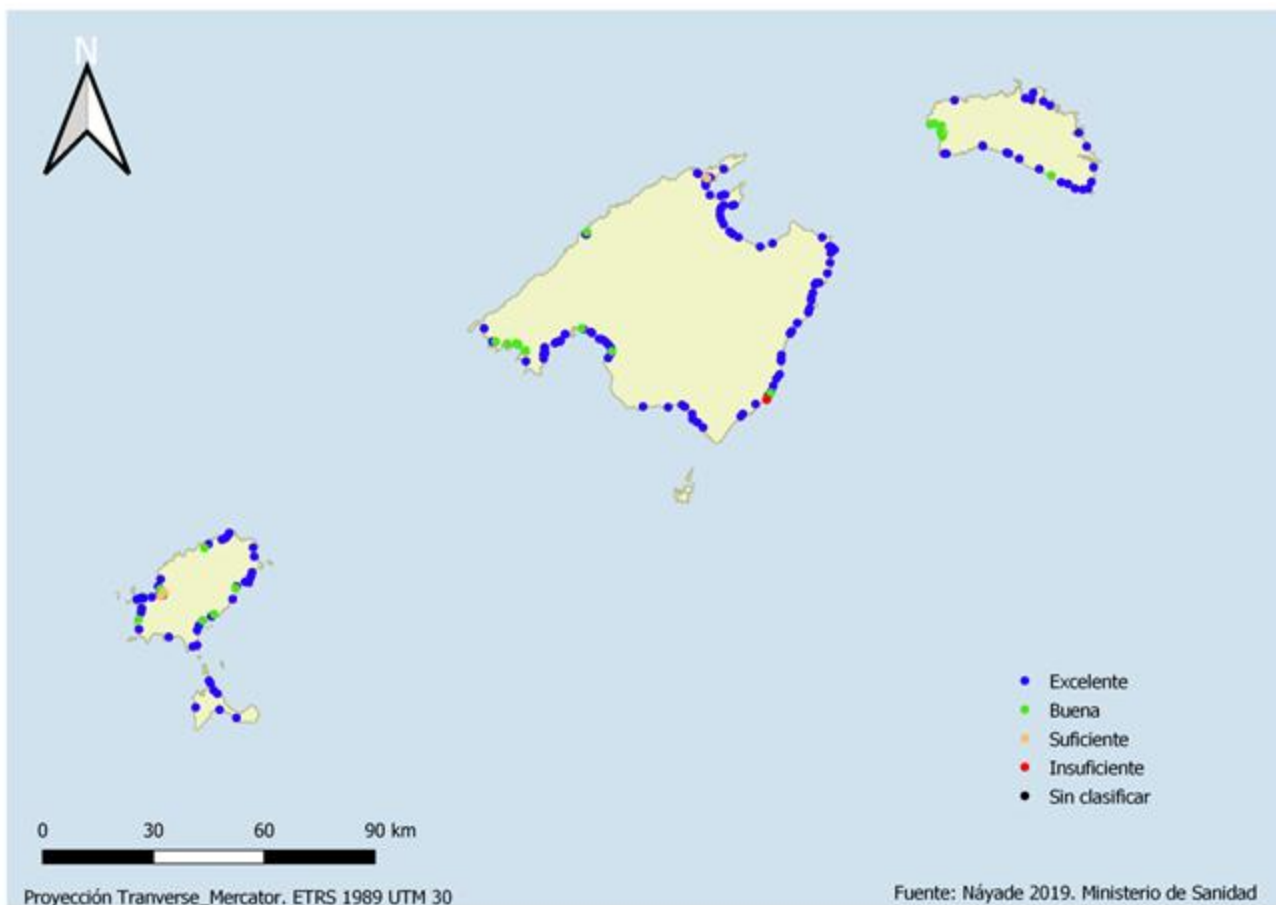 N
Excelente
Buena
Suficiente
Insuficiente
Sin clasificar
0 30 60 90 km
Proyección Tranverse_Mercator. ETRS 1989 UTM 30
Fuente: Náyade 2019. Ministerio de Sanidad